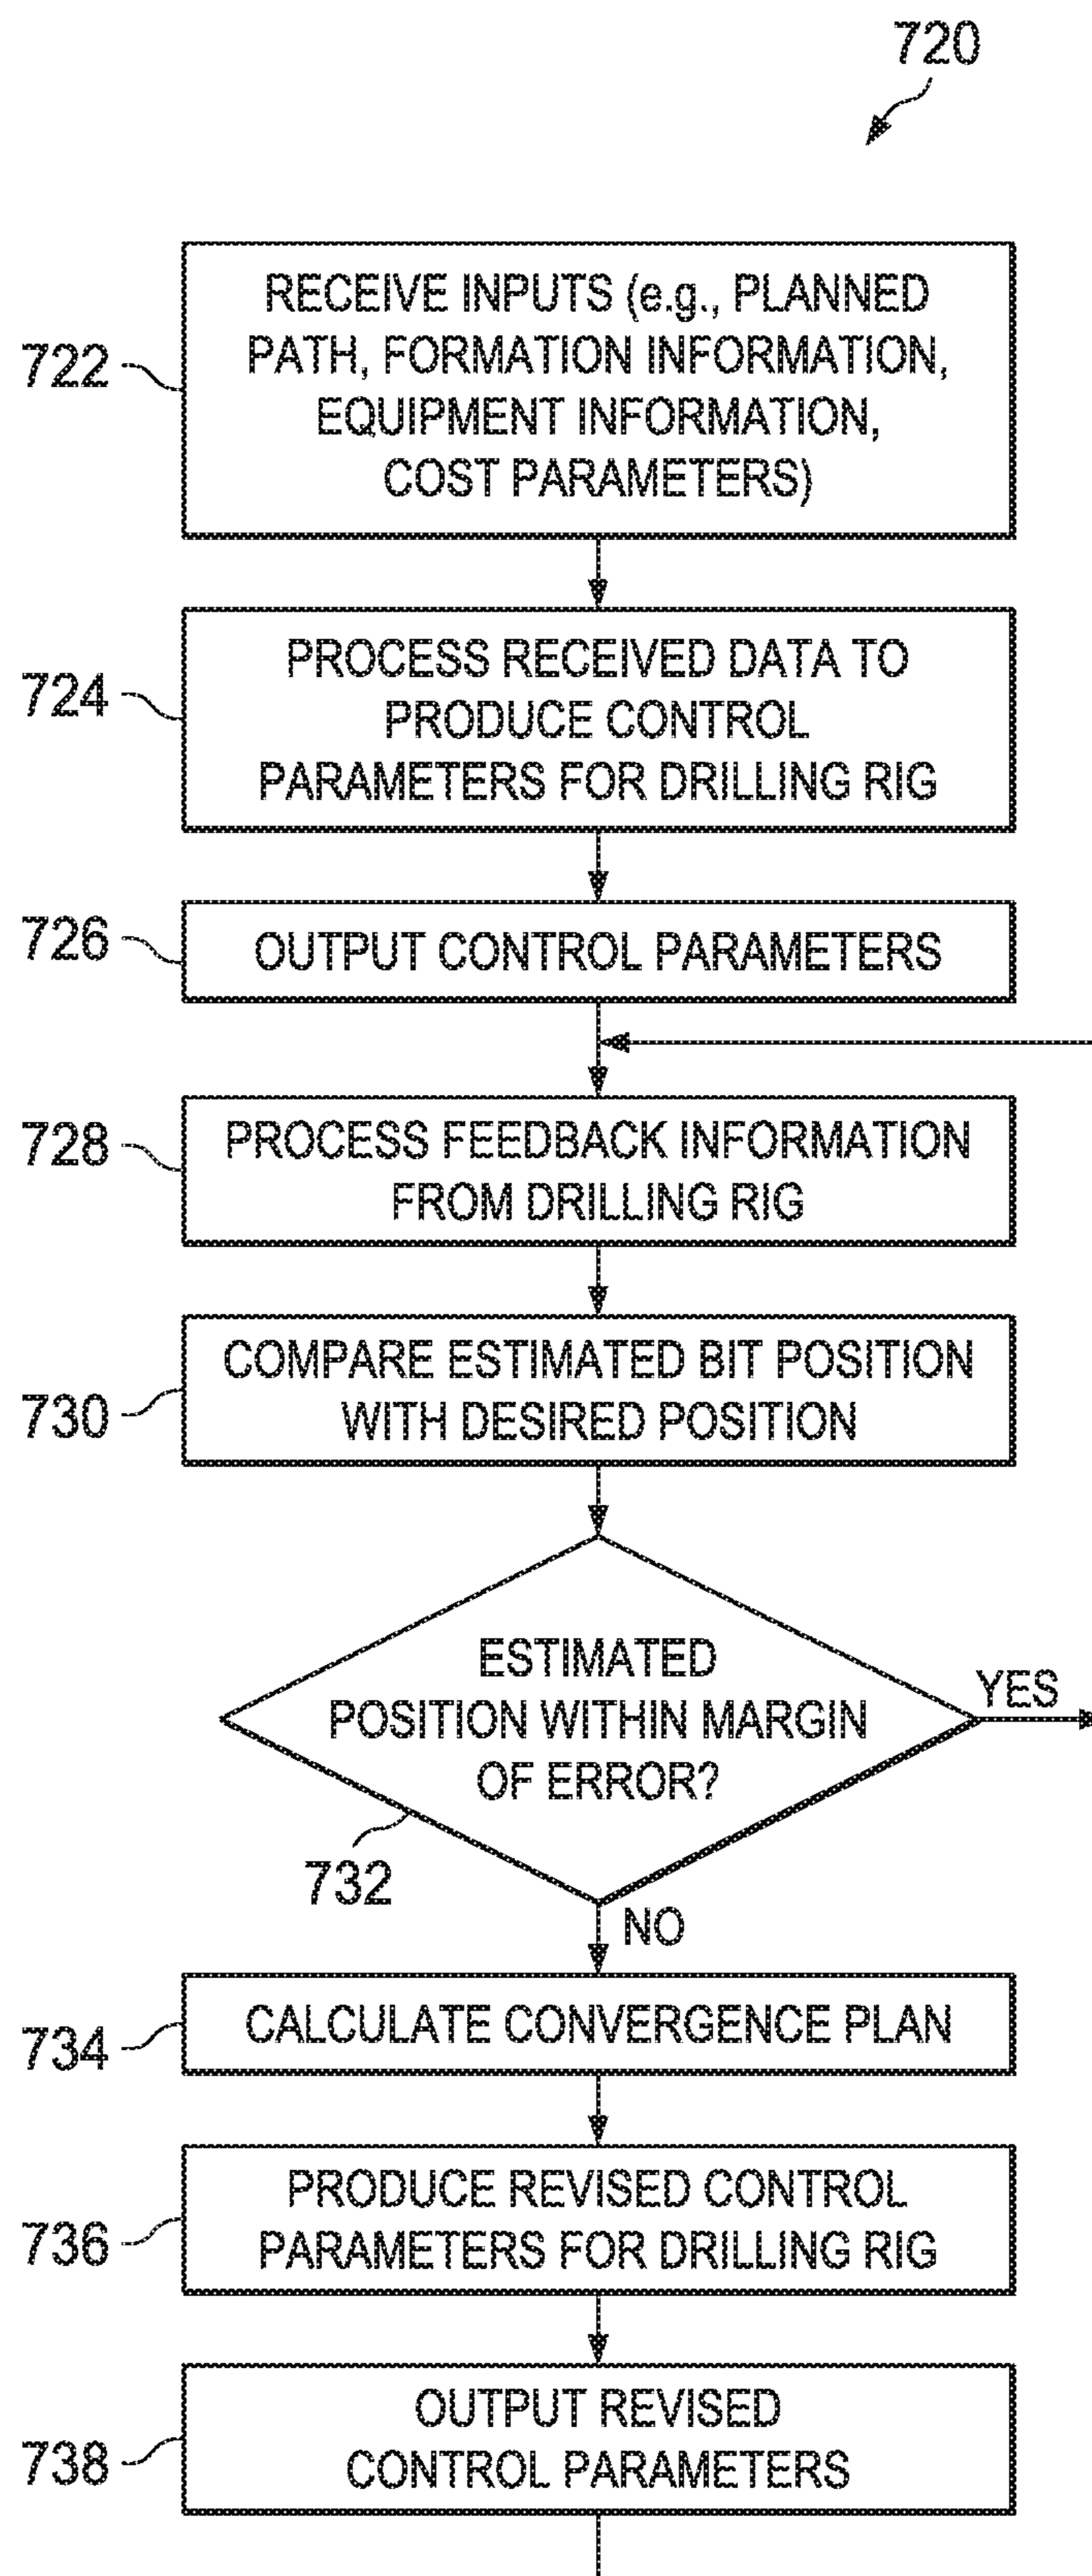 720
RECEIVE INPUTS (e.g., PLANNED
PATH, FORMATION INFORMATION,
EQUIPMENT INFORMATION,
COST PARAMETERS)
722
PROCESS RECEIVED DATA TO
PRODUCE CONTROL
PARAMETERS FOR DRILLING RIG
724
OUTPUT CONTROL PARAMETERS
726
PROCESS FEEDBACK INFORMATION
FROM DRILLING RIG
728
COMPARE ESTIMATED BIT POSITION
WITH DESIRED POSITION
730
ESTIMATED
POSITION WITHIN MARGIN
OF ERROR?
YES
732
NO
CALCULATE CONVERGENCE PLAN
734
PRODUCE REVISED CONTROL
PARAMETERS FOR DRILLING RIG
736
OUTPUT REVISED
CONTROL PARAMETERS
738